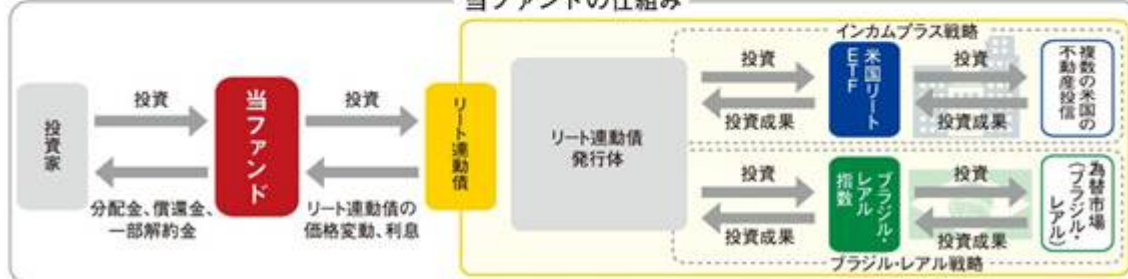 当ファンドの仕組み
インカムプラス戦略
投資家
投資
分配金、償還金、
一部解約金
当ファンド
投資
リート連動債の
価格変動、利息
リート連動債
リート連動債
発行体
投資
投資成果
米国リート
ETF
投資
投資成果
複数の米国の
不動産投信
投資
投資成果
ブラジル・
レアル
指数
投資
投資成果
為替市場
(ブラジル・
レアル)
ブラジル・レアル戦略